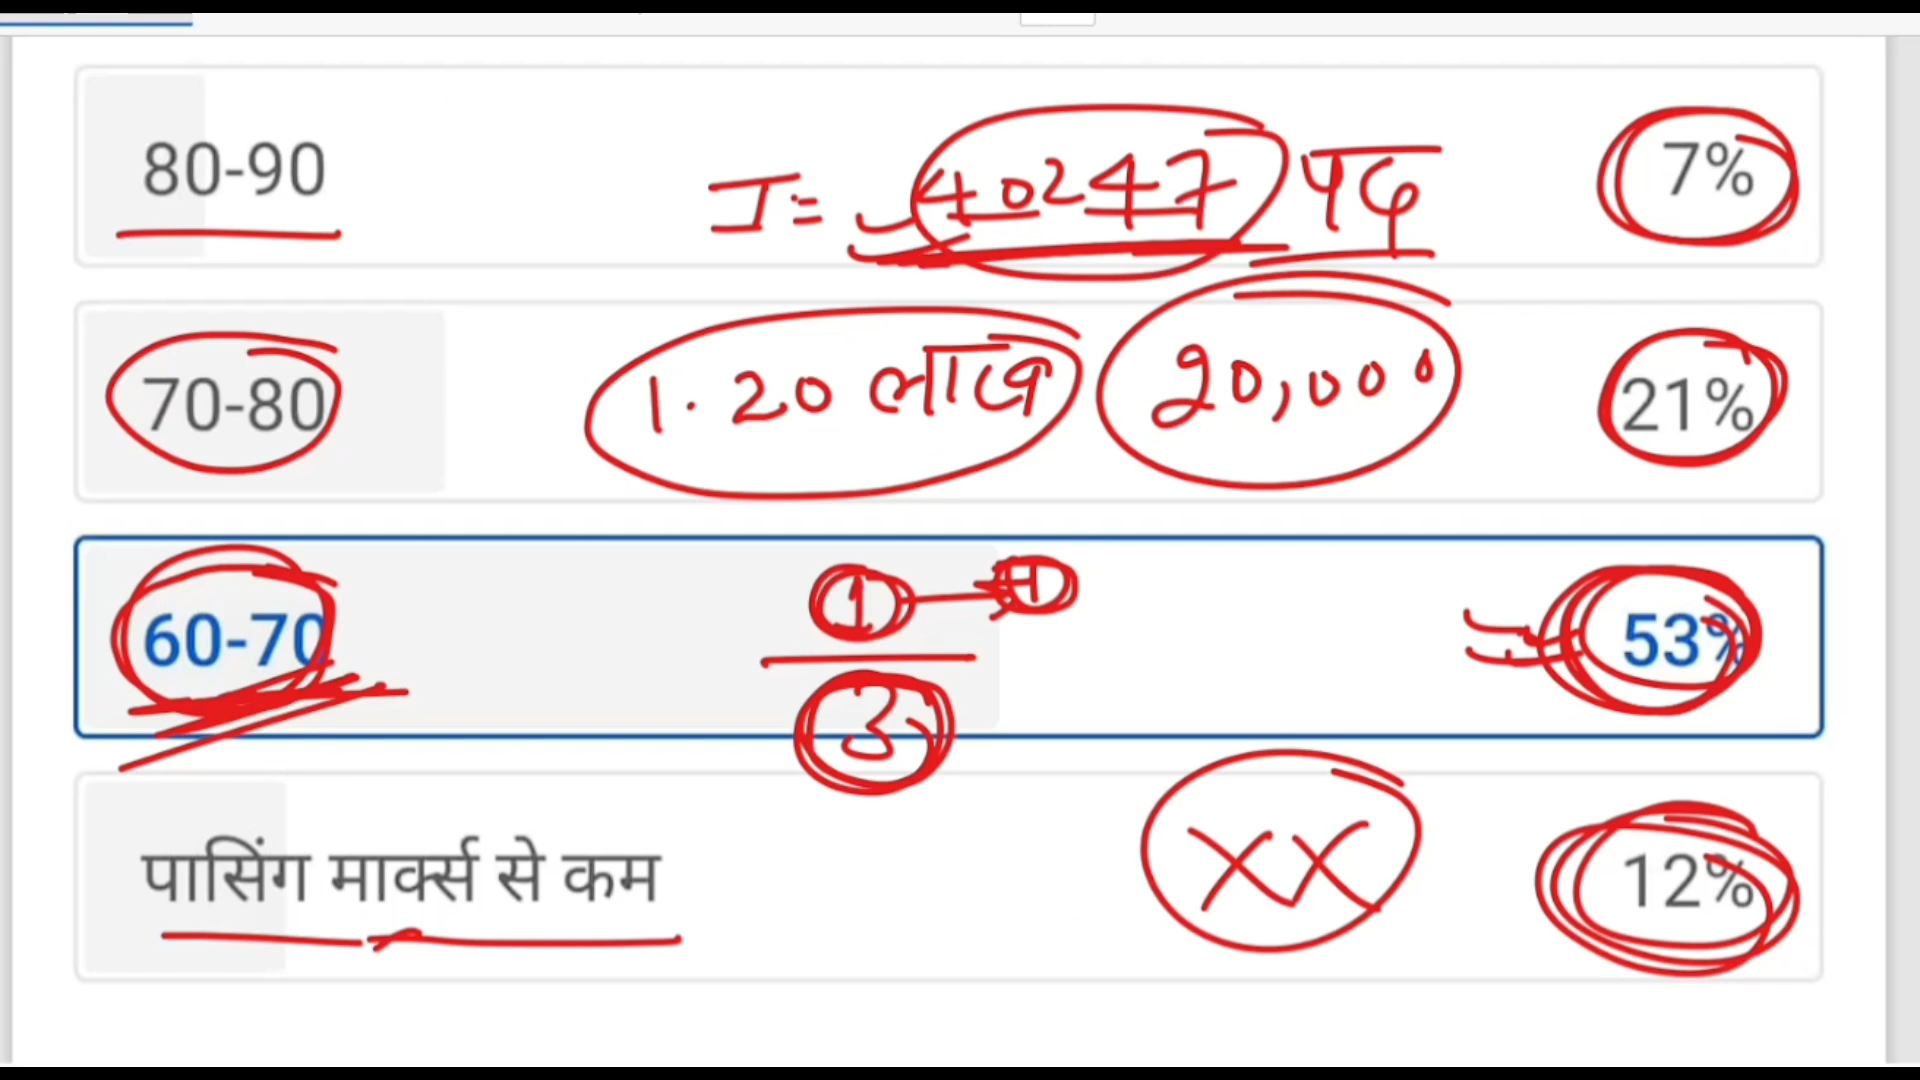 80-90 I = 40247 पद 7%
70-80 1.20 लाख 20,000 21%
60-70 1 53%
3
पासिंग मार्क्स से कम XX 12%